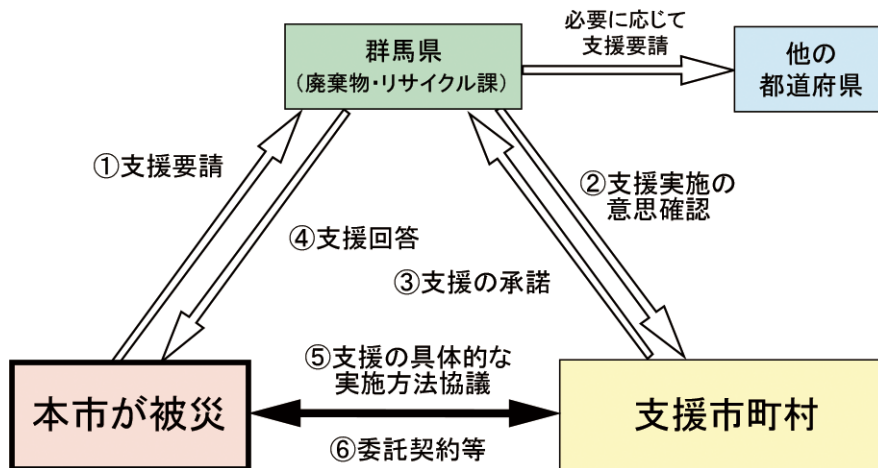 必要に応じて
支援要請
群馬県
（廃棄物・リサイクル課）
他の
都道府県
①支援要請
②支援実施の
意思確認
④支援回答
③支援の承諾
⑤支援の具体的な
実施方法協議
本市が被災
支援市町村
⑥委託契約等